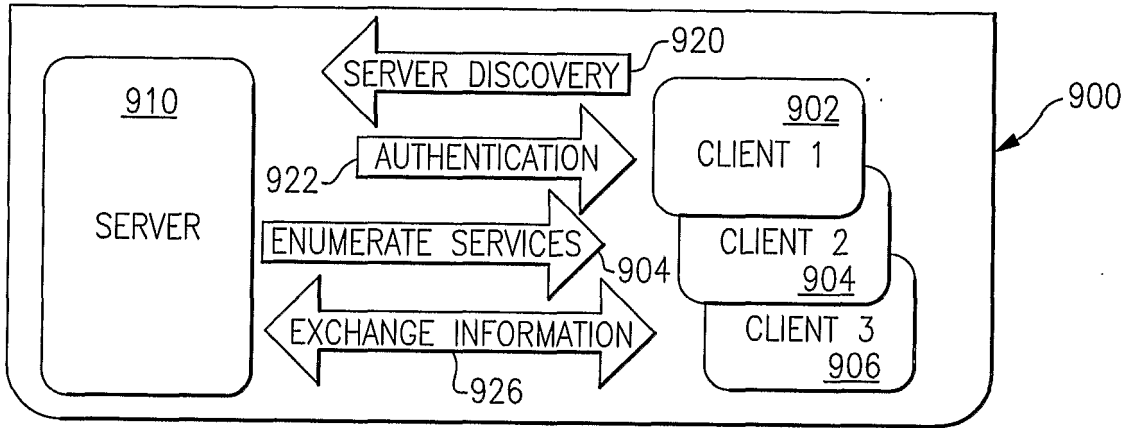 920
SERVER DISCOVERY
910
902
900
CLIENT 1
AUTHENTICATION
922
SERVER
ENUMERATE SERVICES
904
CLIENT 2
904
EXCHANGE INFORMATION
CLIENT 3
906
926